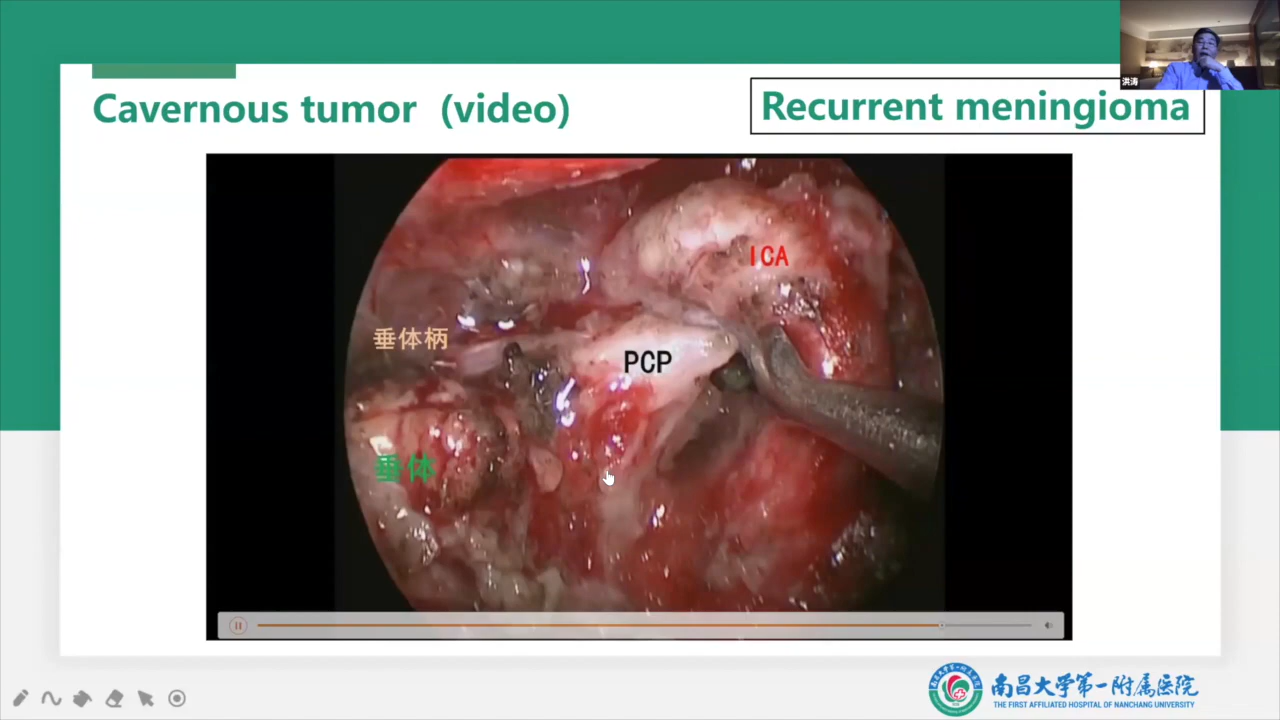 洪涛
Cavernous tumor (video)
Recurrent meningioma
ICA
垂体柄
PCP
垂体
南昌大学第一附属医院
THE FIRST AFFILIATED HOSPITAL OF NANCHANG UNIVERSITY